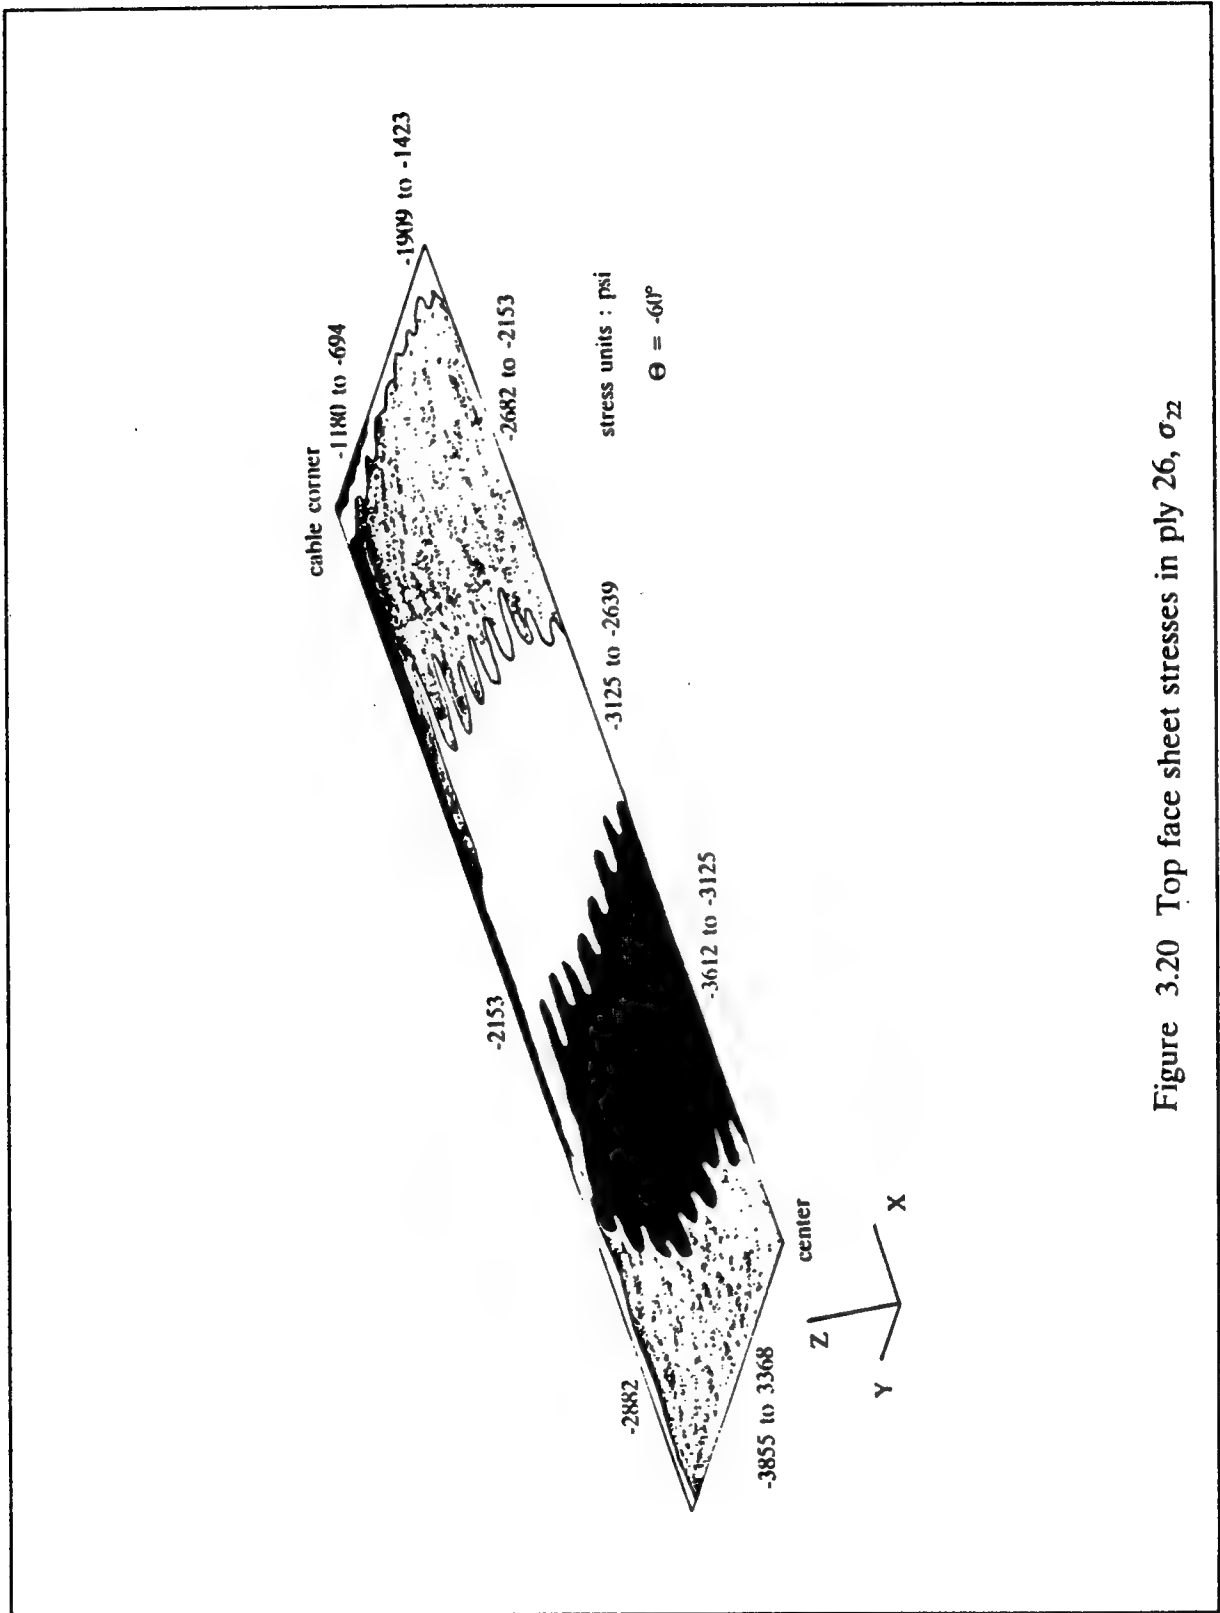 cable corner
-1180 to -694
-1909 to -1423
-2682 to -2153
stress units : psi
Θ = -60°
-3125 to -2639
-2153
-3612 to -3125
-2882
center
-3855 to 3368
Z
X
Y
Figure 3.20 Top face sheet stresses in ply 26, σ22